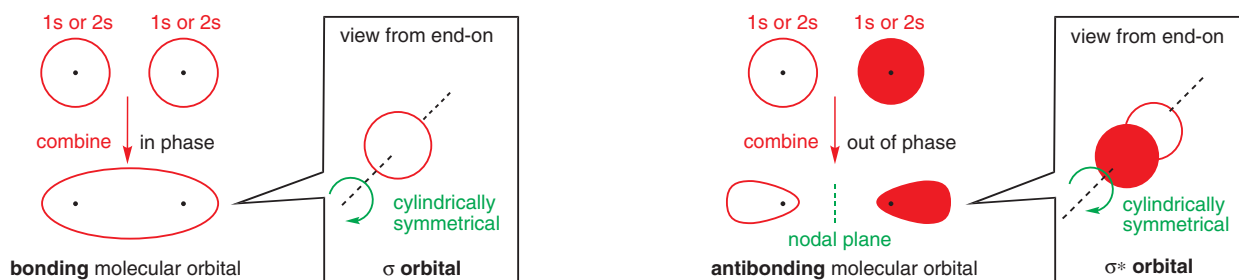 1s or 2s 1s or 2s
view from end-on
combine in phase
cylindrically
symmetrical
bonding molecular orbital
σ orbital
1s or 2s 1s or 2s
view from end-on
combine out of phase
nodal plane
cylindrically
symmetrical
antibonding molecular orbital
σ* orbital